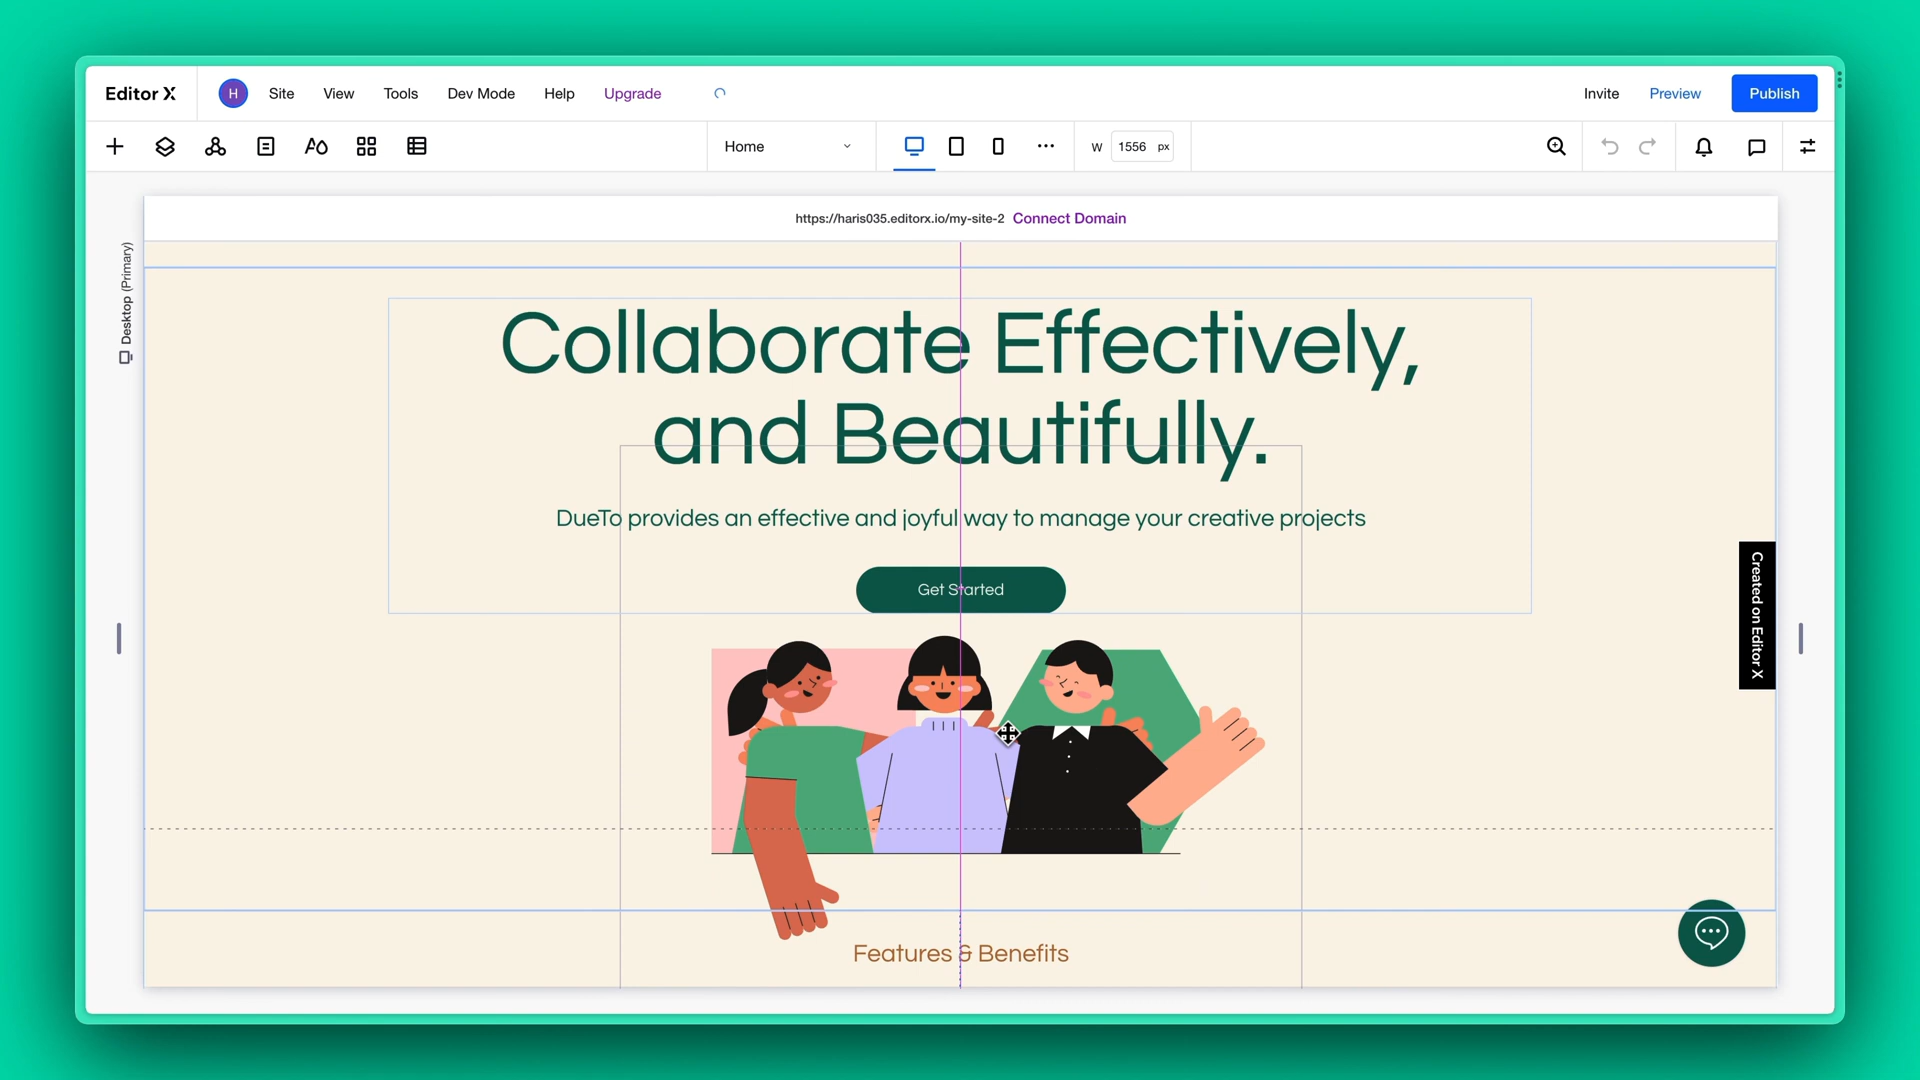 Editor X
H
Site
View
Tools
Dev Mode
Help
Upgrade
Invite
Preview
Publish
Home
W
1556
px
https://haris035.editorx.io/my-site-2 Connect Domain
Desktop (Primary)
Collaborate Effectively,
and Beautifully.
DueTo provides an effective and joyful way to manage your creative projects
Get Started
Created on Editor X
Features & Benefits